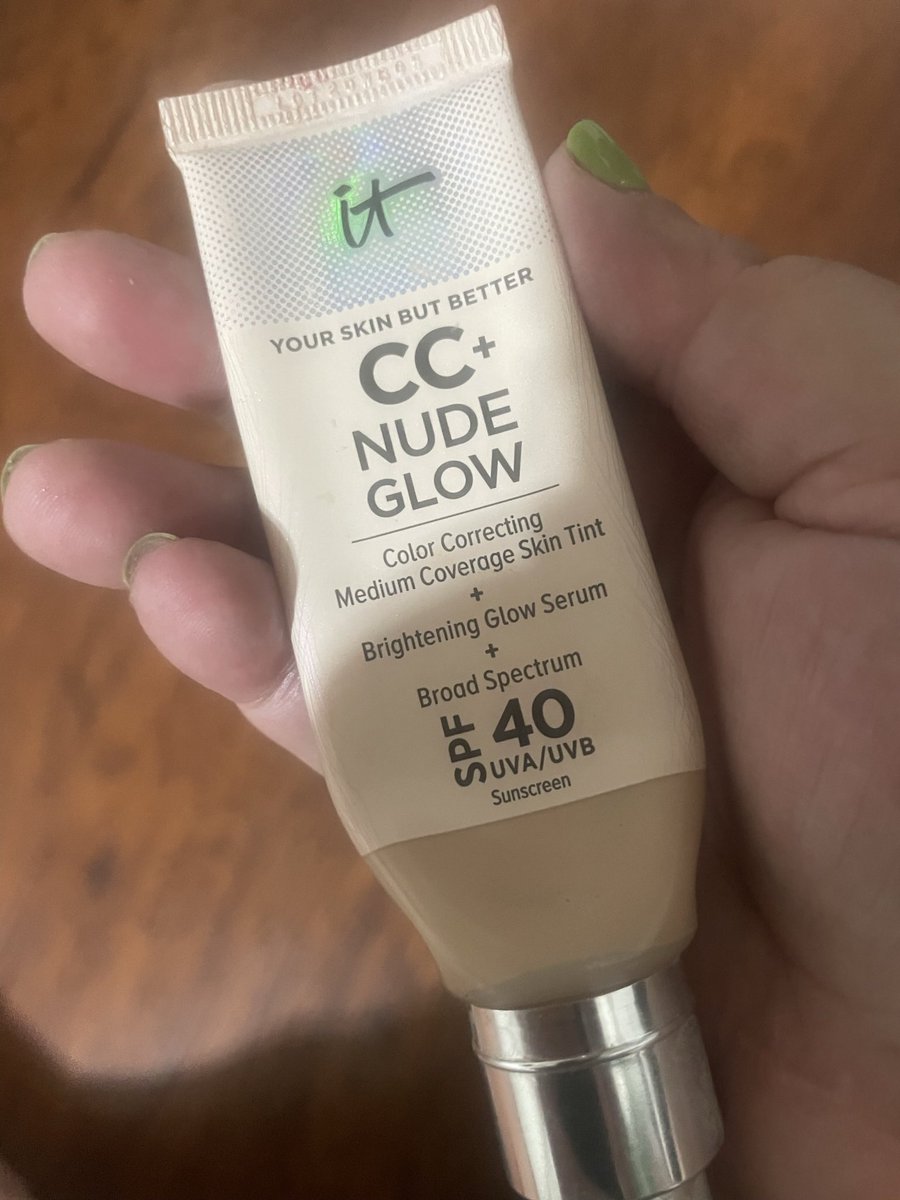 it
YOUR SKIN BUT BETTER
CC+
NUDE
GLOW
Color Correcting
Medium Coverage Skin Tint
+
Brightening Glow Serum
+
Broad Spectrum
SPF 40
UVA/UVB
Sunscreen